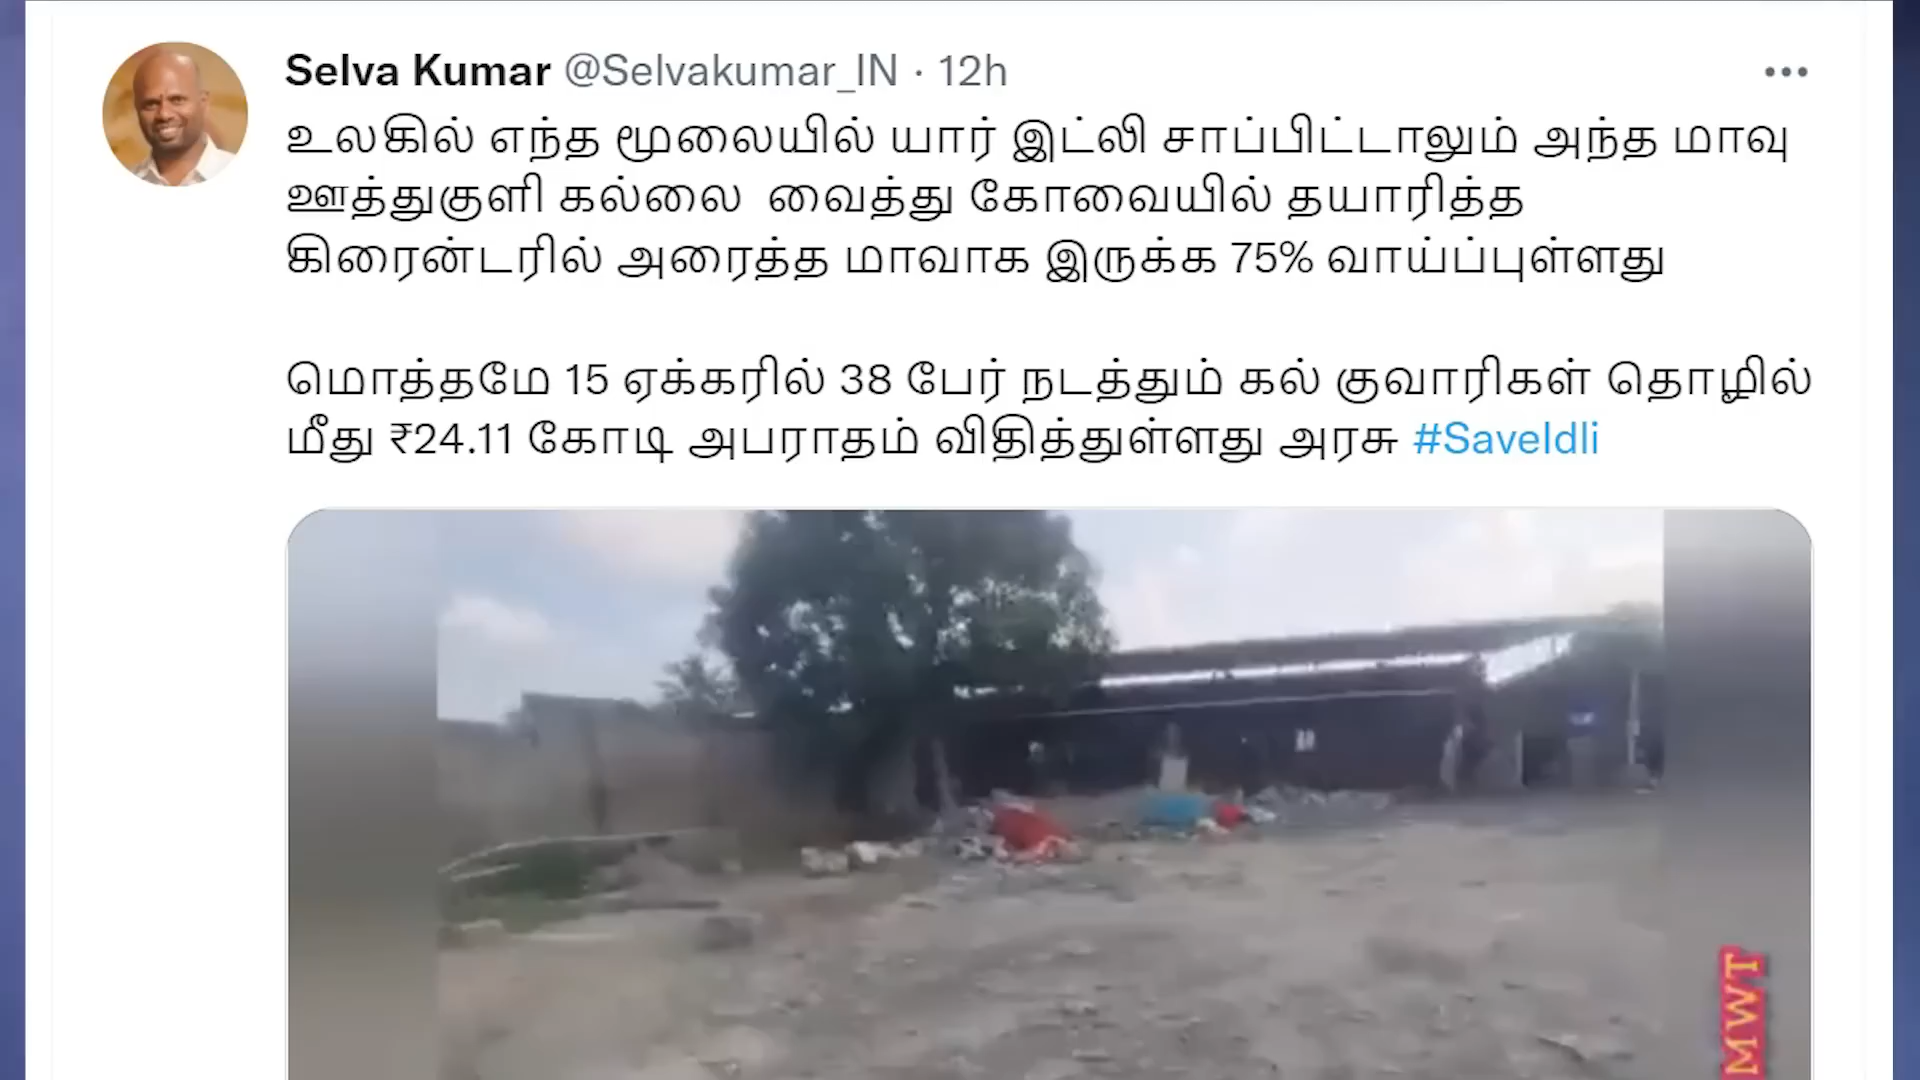 Selva Kumar @Selvakumar_IN · 12h
உலகில் எந்த மூலையில் யார் இட்லி சாப்பிட்டாலும் அந்த மாவு
ஊத்துகுளி கல்லை வைத்து கோவையில் தயாரித்த
கிரைன்டரில் அரைத்த மாவாக இருக்க 75% வாய்ப்புள்ளது
மொத்தமே 15 ஏக்கரில் 38 பேர் நடத்தும் கல் குவாரிகள் தொழில்
மீது ₹24.11 கோடி அபராதம் விதித்துள்ளது அரசு #SaveIdli
MWT